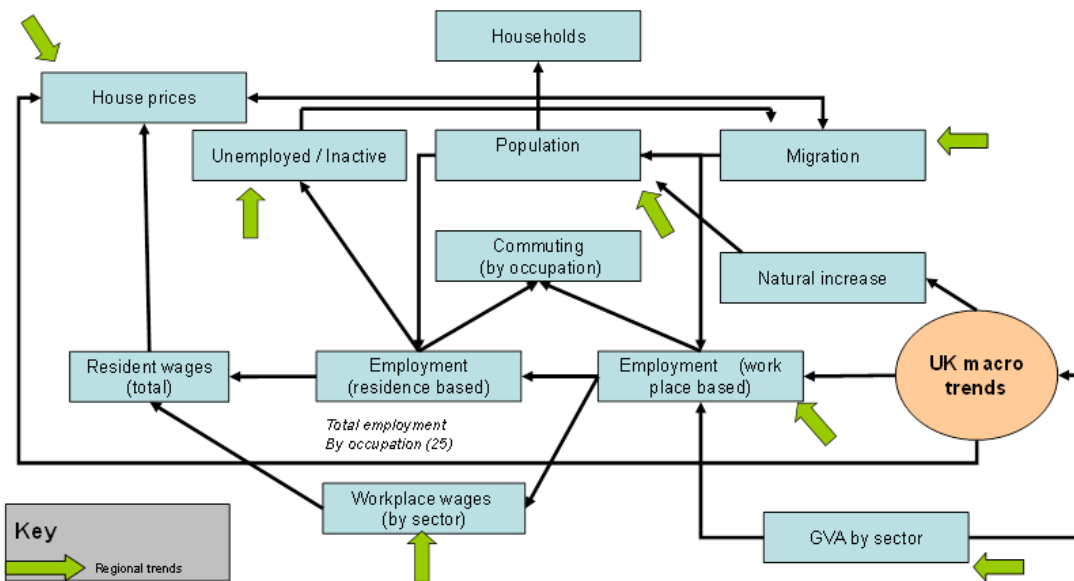 Households
House prices
Unemployed / Inactive
Population
Migration
Commuting
(by occupation)
Natural increase
Resident wages
(total)
Employment
(residence based)
Employment (work
place based)
UK macro
trends
Total employment
By occupation (25)
Workplace wages
(by sector)
GVA by sector
Key
Regional trends